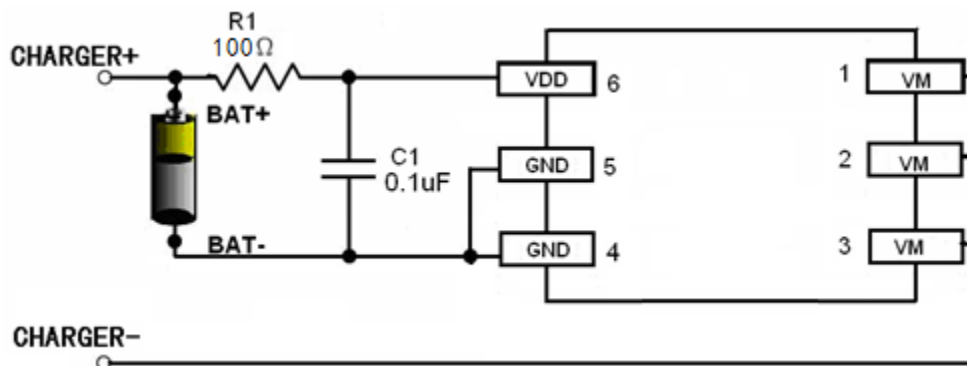 R1
100Ω
CHARGER+
BAT+
VDD
6
1
VM
C1
0.1uF
GND
5
2
VM
BAT-
GND
4
3
VM
CHARGER-